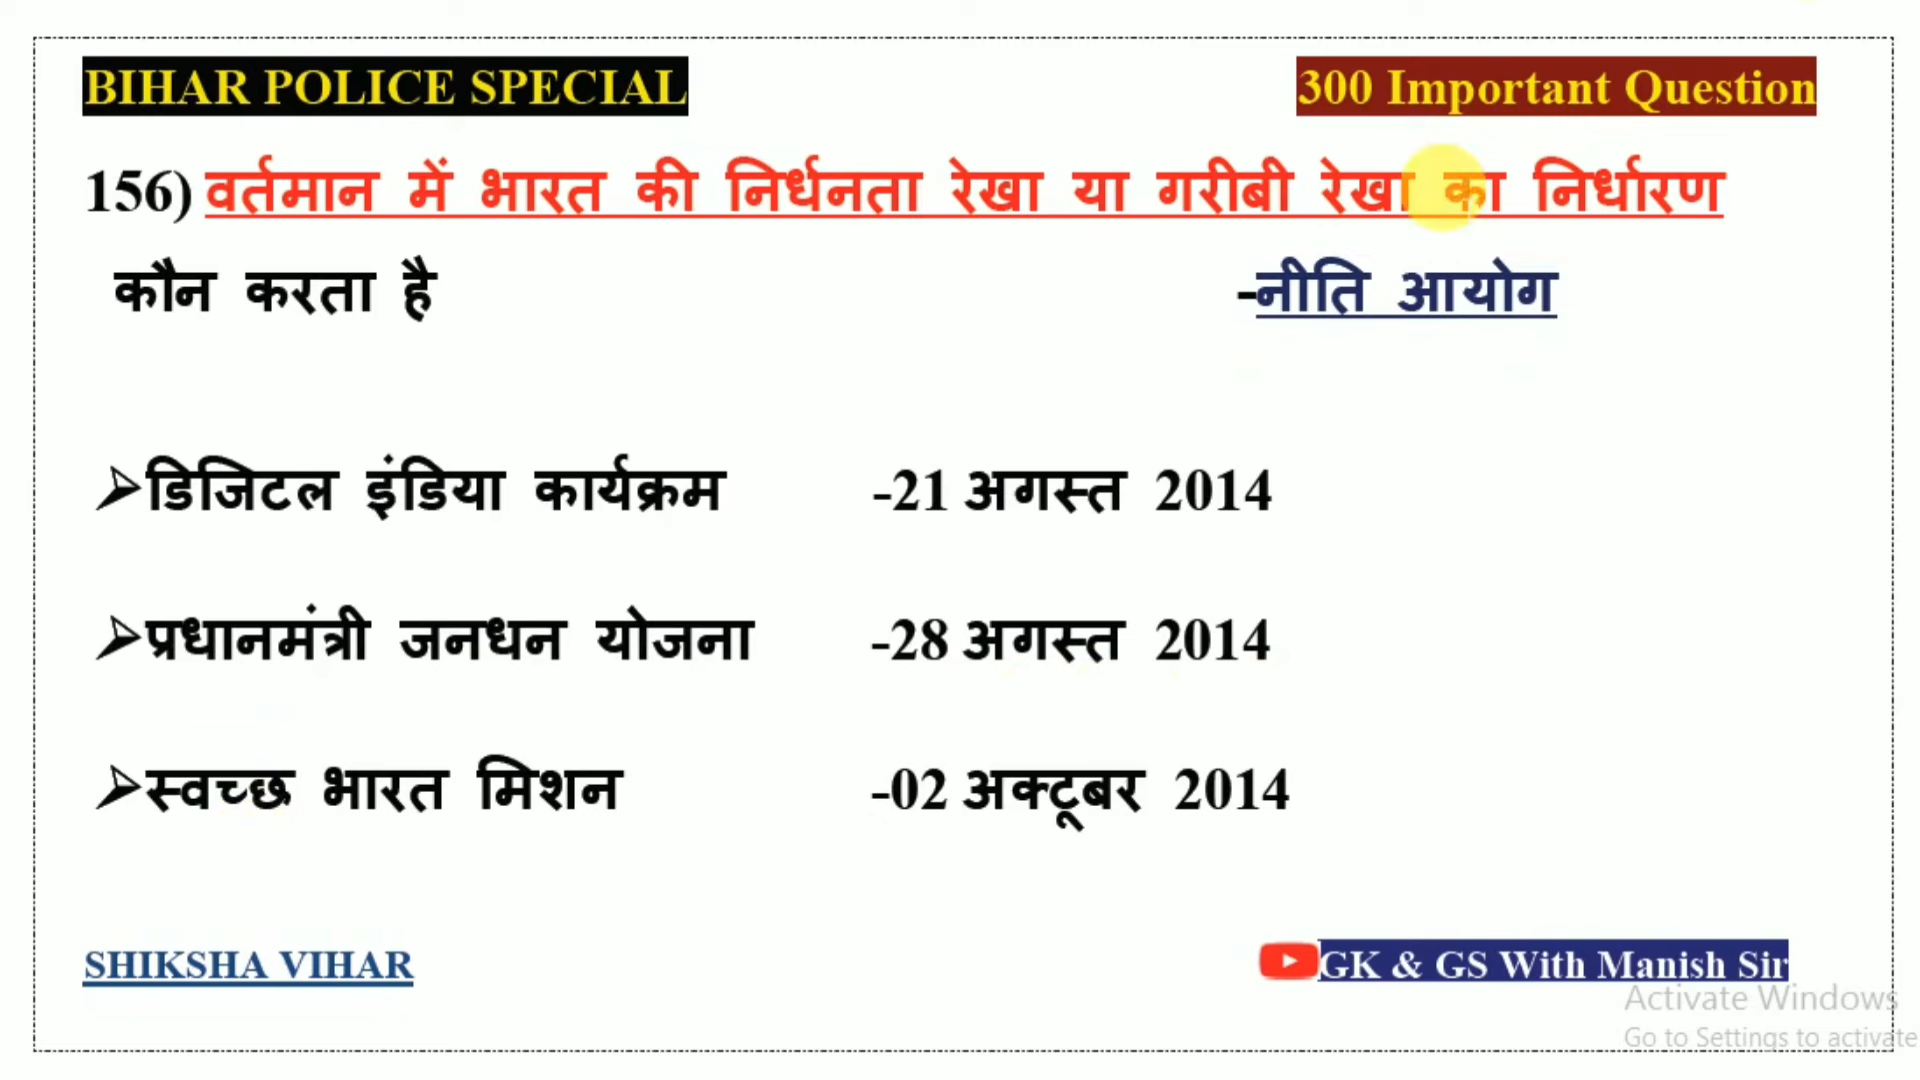 BIHAR POLICE SPECIAL
300 Important Question
156) वर्तमान में भारत की निर्धनता रेखा या गरीबी रेखा का निर्धारण
कौन करता है -नीति आयोग
➢डिजिटल इंडिया कार्यक्रम -21 अगस्त 2014
➢प्रधानमंत्री जनधन योजना -28 अगस्त 2014
➢स्वच्छ भारत मिशन -02 अक्टूबर 2014
SHIKSHA VIHAR
GK & GS With Manish Sir
Activate Windows
Go to Settings to activate